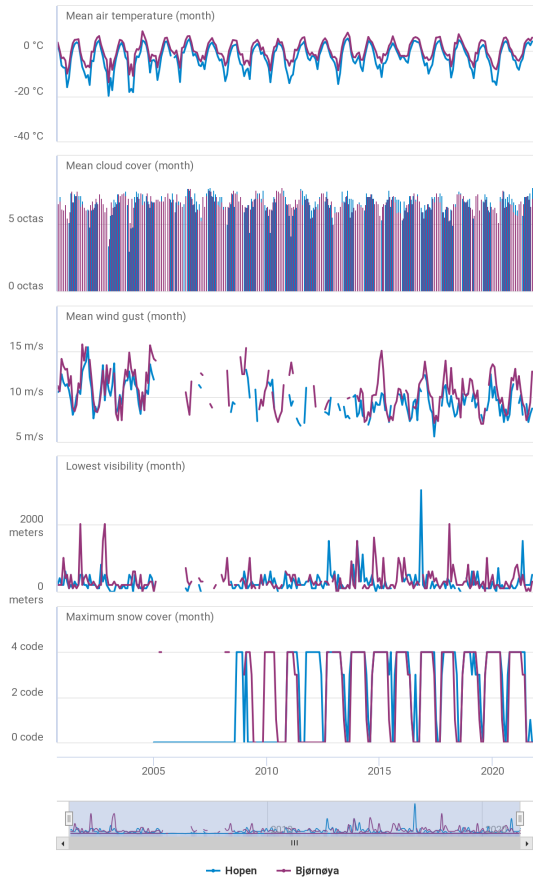 Mean air temperature (month)
0 °C
-20 °C
-40 °C
Mean cloud cover (month)
5 octas
0 octas
Mean wind gust (month)
15 m/s
10 m/s
5 m/s
Lowest visibility (month)
2000
meters
0
meters
Maximum snow cover (month)
4 code
2 code
0 code
2005 2010 2015 2020
2010 2020
Hopen Bjørnøya